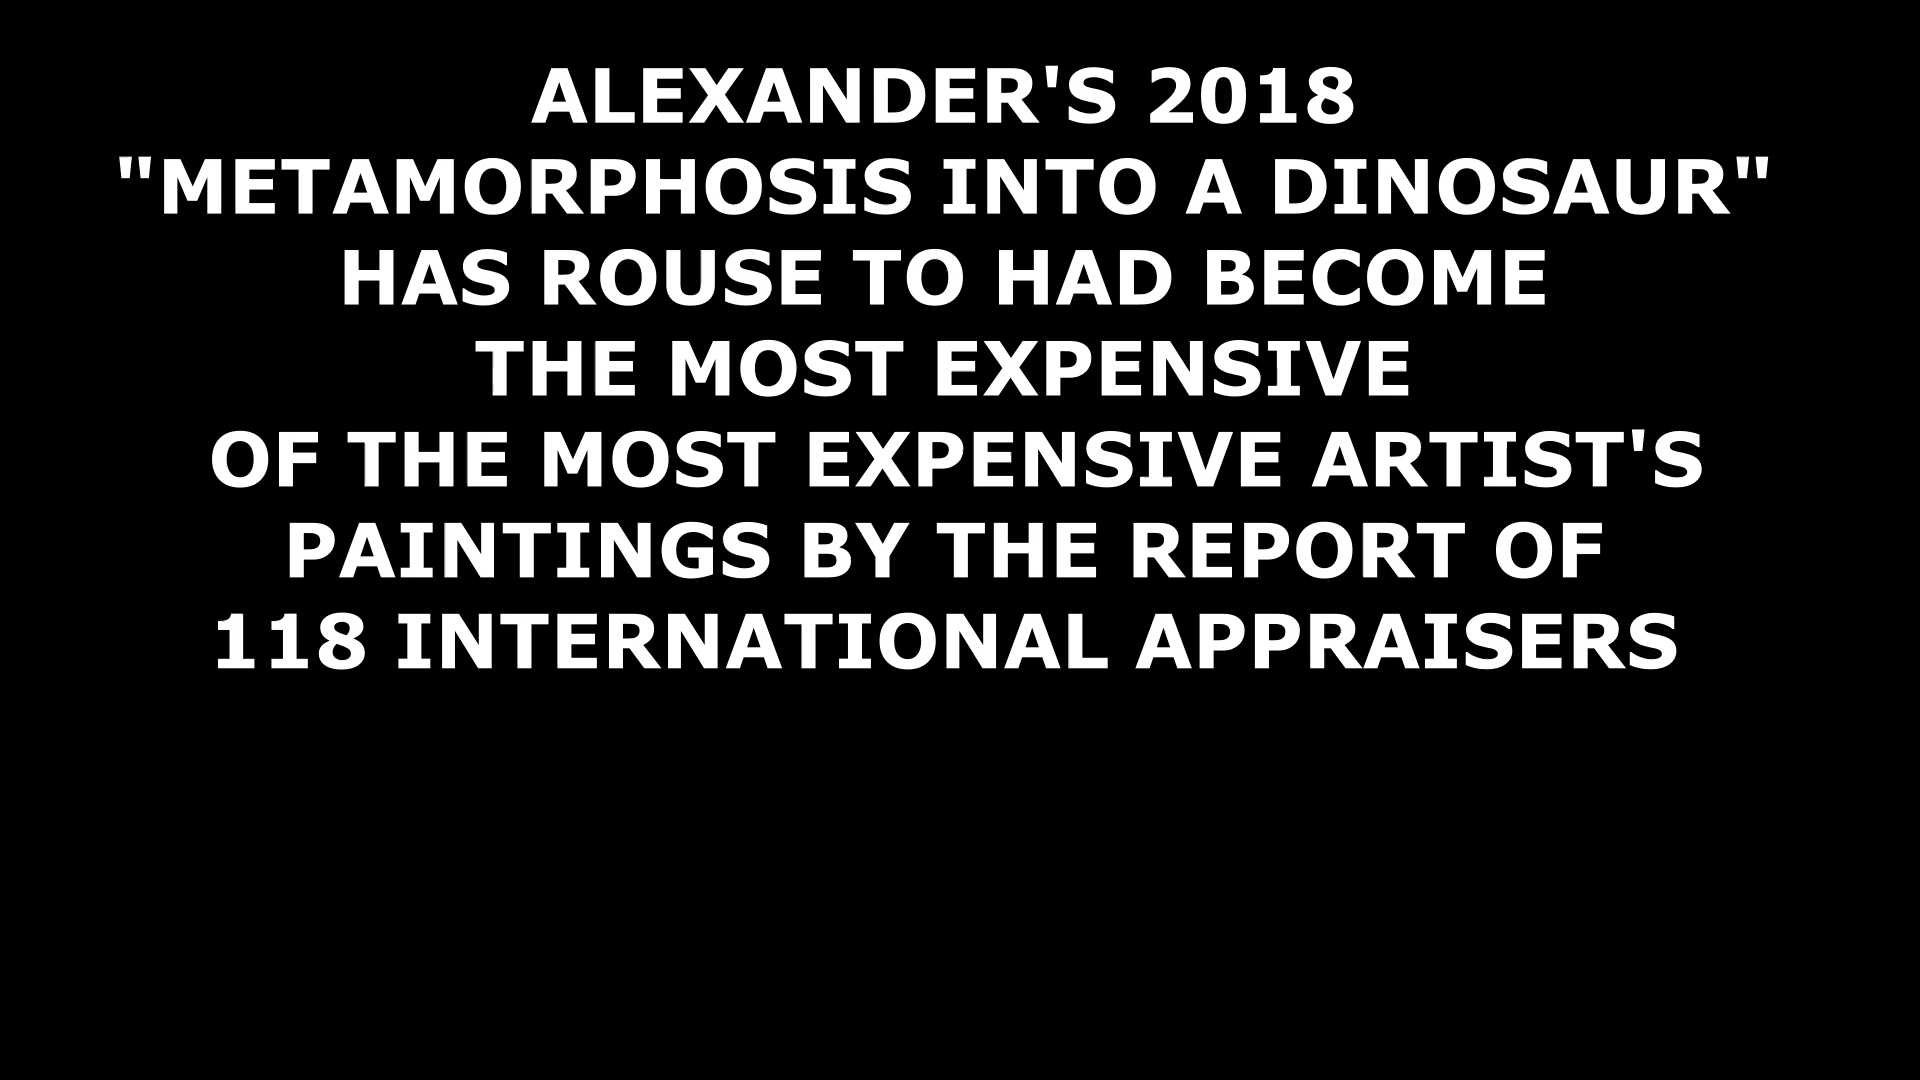 ALEXANDER'S 2018
"METAMORPHOSIS INTO A DINOSAUR"
HAS ROUSE TO HAD BECOME
THE MOST EXPENSIVE
OF THE MOST EXPENSIVE ARTIST'S
PAINTINGS BY THE REPORT OF
118 INTERNATIONAL APPRAISERS